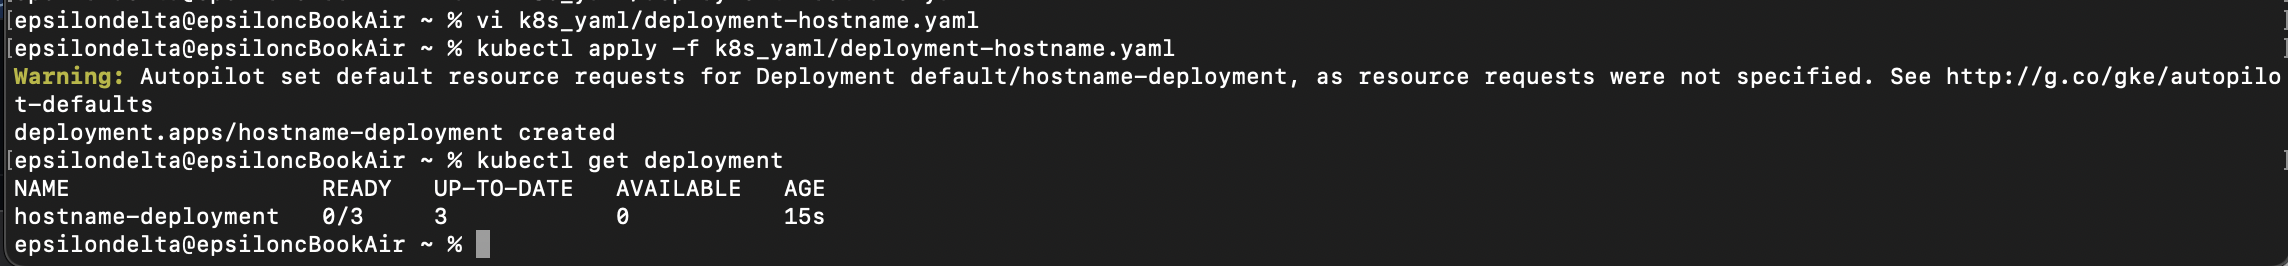 [epsilondelta@epsiloncBookAir ~ % vi k8s_yaml/deployment-hostname.yaml ]
[epsilondelta@epsiloncBookAir ~ % kubectl apply -f k8s_yaml/deployment-hostname.yaml ]
Warning: Autopilot set default resource requests for Deployment default/hostname-deployment, as resource requests were not specified. See http://g.co/gke/autopilo
t-defaults
deployment.apps/hostname-deployment created
[epsilondelta@epsiloncBookAir ~ % kubectl get deployment ]
NAME READY UP-TO-DATE AVAILABLE AGE
hostname-deployment 0/3 3 0 15s
epsilondelta@epsiloncBookAir ~ %